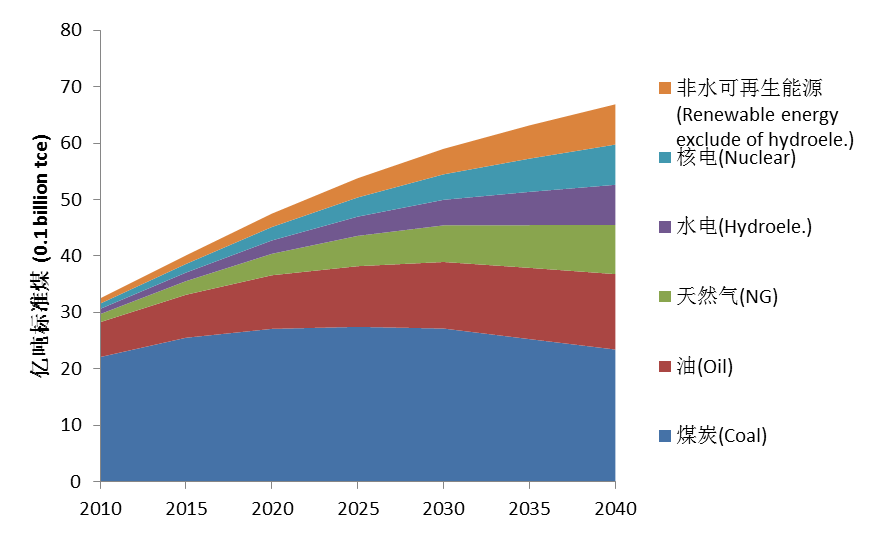 80
70
60
50
40
30
20
10
0
亿吨标准煤 (0.1 billion tce)
2010 2015 2020 2025 2030 2035 2040
非水可再生能源
(Renewable energy
exclude of hydroele.)
核电(Nuclear)
水电(Hydroele.)
天然气(NG)
油(Oil)
煤炭(Coal)